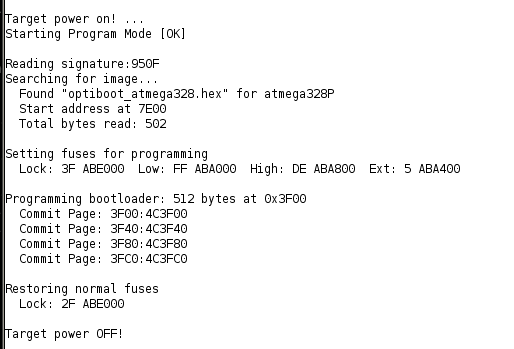 Target power on! ...
Starting Program Mode [OK]
Reading signature:950F
Searching for image...
Found "optiboot_atmega328.hex" for atmega328P
Start address at 7E00
Total bytes read: 502
Setting fuses for programming
Lock: 3F ABE000  Low: FF ABA000  High: DE ABA800  Ext: 5 ABA400
Programming bootloader: 512 bytes at 0x3F00
Commit Page: 3F00:4C3F00
Commit Page: 3F40:4C3F40
Commit Page: 3F80:4C3F80
Commit Page: 3FC0:4C3FC0
Restoring normal fuses
Lock: 2F ABE000
Target power OFF!